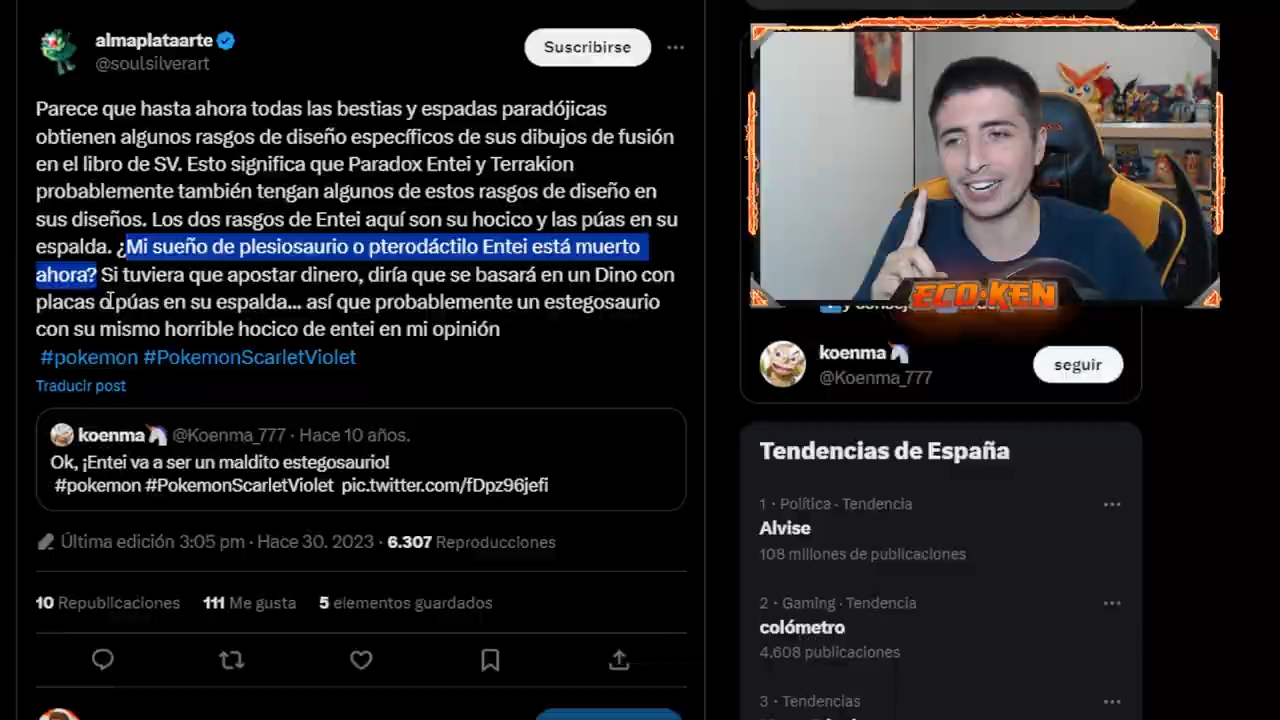 almaplataarte
@soulsilverart
Suscribirse
Parece que hasta ahora todas las bestias y espadas paradójicas
obtienen algunos rasgos de diseño específicos de sus dibujos de fusión
en el libro de SV. Esto significa que Paradox Entei y Terrakion
probablemente también tengan algunos de estos rasgos de diseño en
sus diseños. Los dos rasgos de Entei aquí son su hocico y las púas en su
espalda. ¿Mi sueño de plesiosaurio o pterodáctilo Entei está muerto
ahora? Si tuviera que apostar dinero, diría que se basará en un Dino con
placas o púas en su espalda... así que probablemente un estegosaurio
con su mismo horrible hocico de entei en mi opinión
#pokemon #PokemonScarletViolet
Traducir post
koenma @Koenma_777 · Hace 10 años.
Ok, ¡Entei va a ser un maldito estegosaurio!
#pokemon #PokemonScarletViolet pic.twitter.com/fDpz96jefi
Última edición 3:05 pm · Hace 30. 2023 · 6.307 Reproducciones
10 Republicaciones 111 Me gusta 5 elementos guardados
ECO-KEN
koenma
@Koenma_777
seguir
Tendencias de España
1 · Política · Tendencia
Alvise
108 millones de publicaciones
2 · Gaming · Tendencia
colómetro
4.608 publicaciones
3 · Tendencias